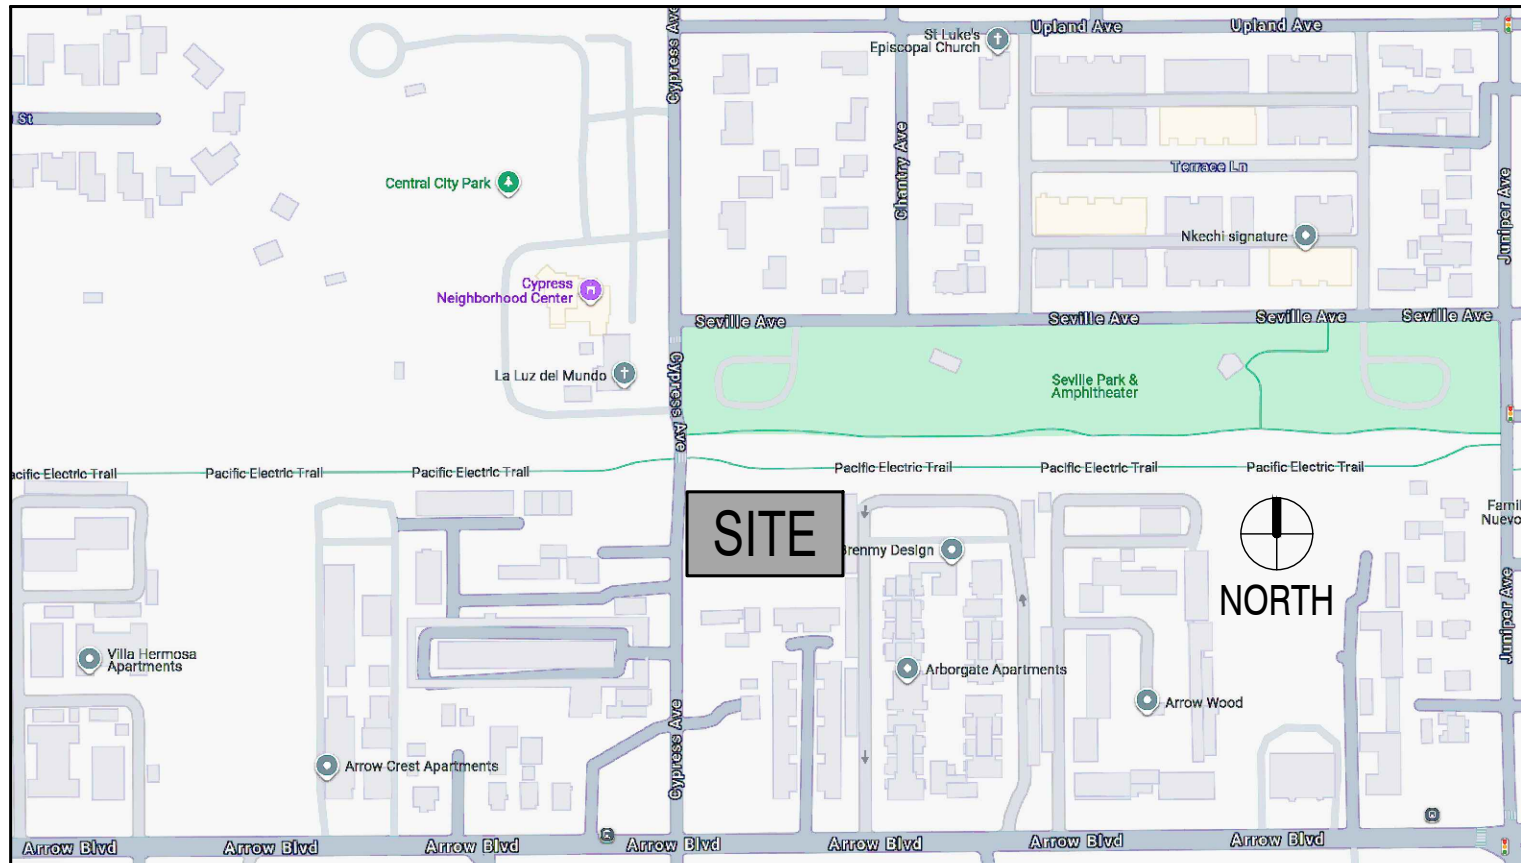 Cypress Ave
St Luke's
Episcopal Church
Upland Ave
Upland Ave
St
Chantry Ave
Terrace Ln
Central City Park
Juniper Ave
Nkechi signature
Cypress
Neighborhood Center
Seville Ave
Seville Ave
Seville Ave
Seville Ave
La Luz del Mundo
Cypress Ave
Seville Park &
Amphitheater
acific Electric Trail
Pacific Electric Trail
Pacific Electric Trail
Pacific Electric Trail
Pacific Electric Trail
Pacific Electric Trail
SITE
Famil
Nuevo
Brenmy Design
NORTH
Villa Hermosa
Apartments
Arborgate Apartments
Juniper Ave
Arrow Wood
Cypress Ave
Arrow Crest Apartments
Arrow Blvd
Arrow Blvd
Arrow Blvd
Arrow Blvd
Arrow Blvd
Arrow Blvd
Arrow Blvd